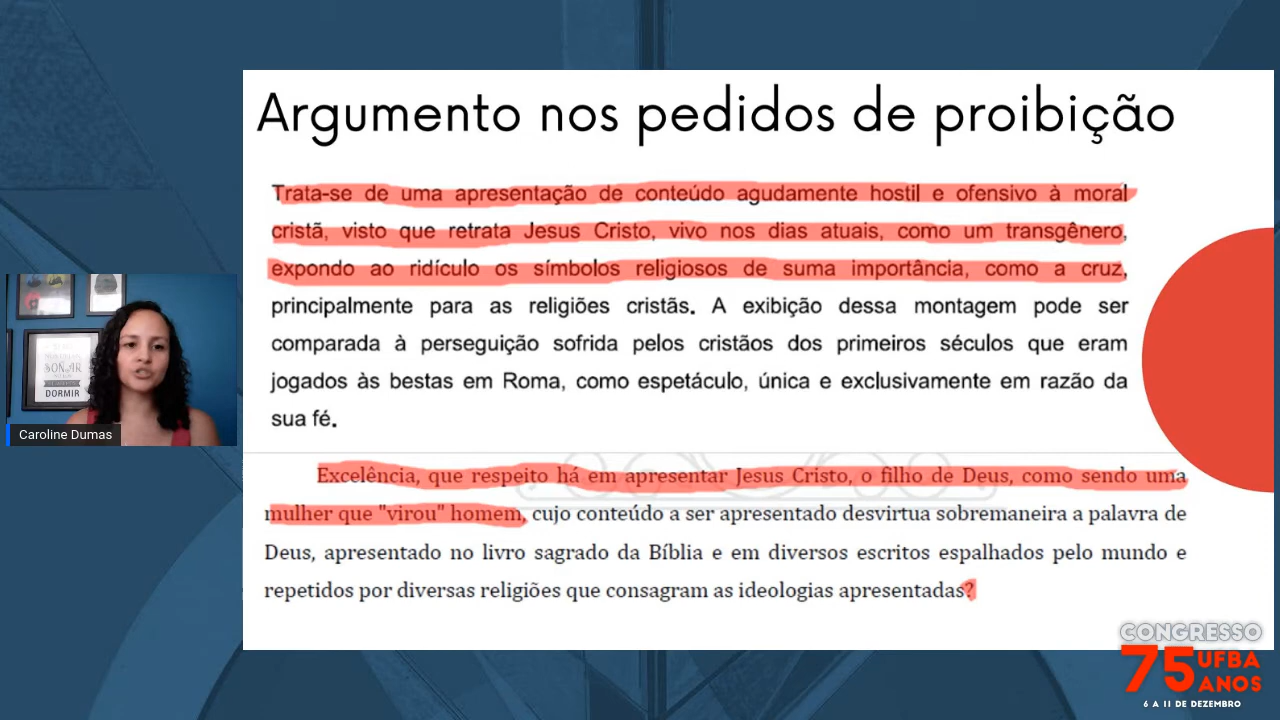 Argumento nos pedidos de proibição
Trata-se de uma apresentação de conteúdo agudamente hostil e ofensivo à moral
cristã, visto que retrata Jesus Cristo, vivo nos dias atuais, como um transgênero,
expondo ao ridículo os símbolos religiosos de suma importância, como a cruz,
principalmente para as religiões cristãs. A exibição dessa montagem pode ser
comparada à perseguição sofrida pelos cristãos dos primeiros séculos que eram
jogados às bestas em Roma, como espetáculo, única e exclusivamente em razão da
sua fé.
Excelência, que respeito há em apresentar Jesus Cristo, o filho de Deus, como sendo uma
mulher que "virou" homem, cujo conteúdo a ser apresentado desvirtua sobremaneira a palavra de
Deus, apresentado no livro sagrado da Bíblia e em diversos escritos espalhados pelo mundo e
repetidos por diversas religiões que consagram as ideologias apresentadas?
SOÑAR
DORMIR
Caroline Dumas
CONGRESSO
75 UFBA
ANOS
6 A 11 DE DEZEMBRO